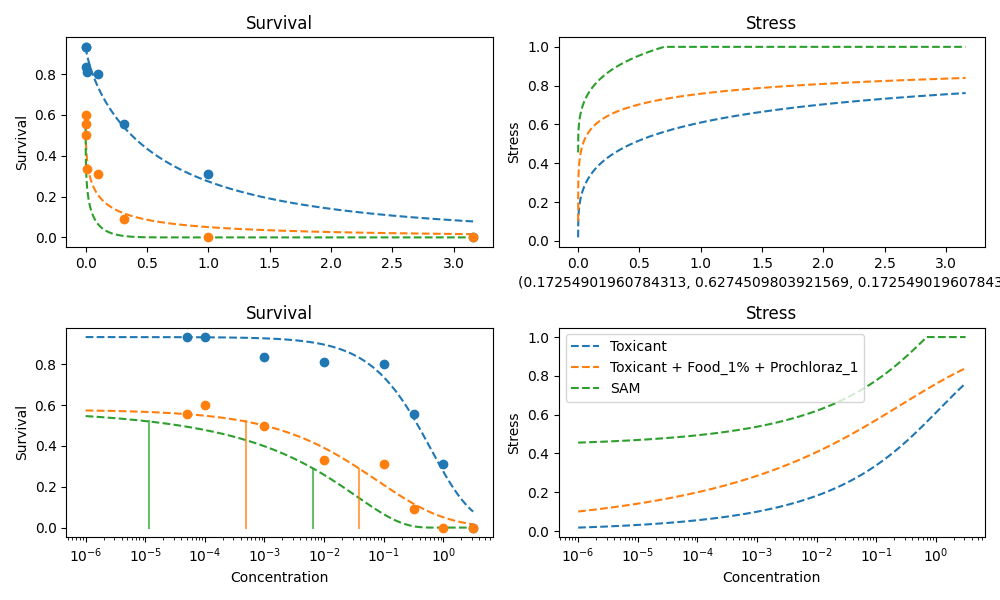 Survival
Survival
0.8
0.6
0.4
0.2
0.0
0.0 0.5 1.0 1.5 2.0 2.5 3.0
Stress
Stress
1.0
0.8
0.6
0.4
0.2
0.0
0.0 0.5 1.0 1.5 2.0 2.5 3.0
(0.17254901960784313, 0.6274509803921569, 0.172549019607843
Survival
Survival
0.8
0.6
0.4
0.2
0.0
10⁻⁶ 10⁻⁵ 10⁻⁴ 10⁻³ 10⁻² 10⁻¹ 10⁰
Concentration
Stress
Stress
1.0
0.8
0.6
0.4
0.2
0.0
Toxicant
Toxicant + Food_1% + Prochloraz_1
SAM
10⁻⁶ 10⁻⁵ 10⁻⁴ 10⁻³ 10⁻² 10⁻¹ 10⁰
Concentration